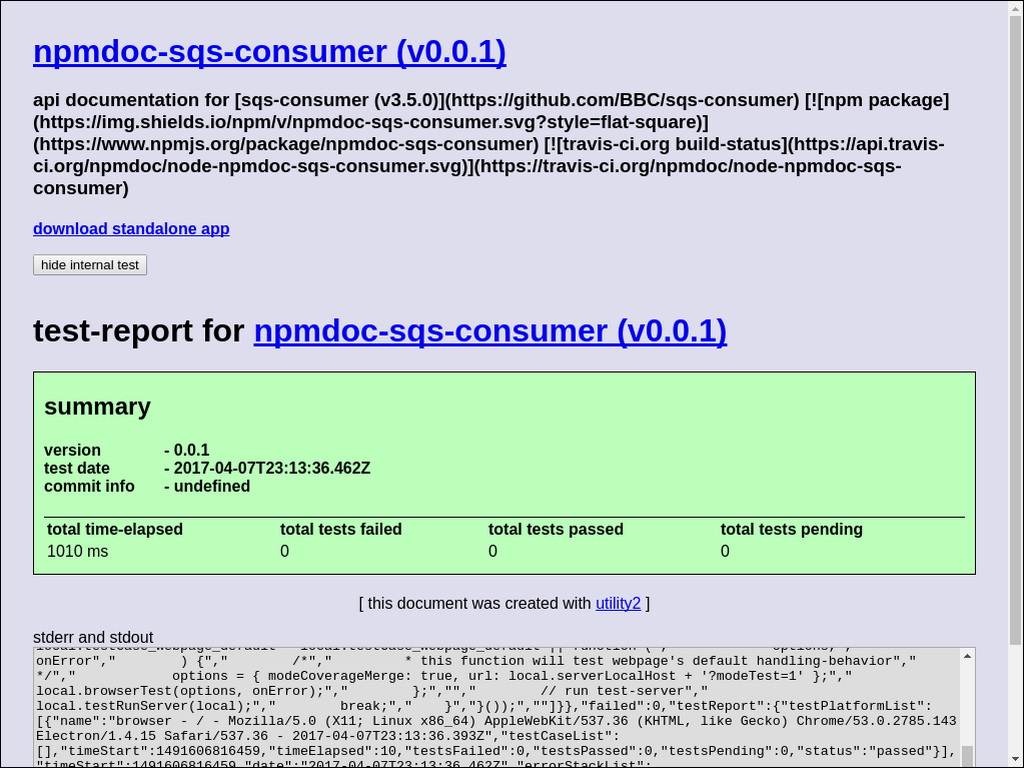 npmdoc-sqs-consumer (v0.0.1)
api documentation for [sqs-consumer (v3.5.0)](https://github.com/BBC/sqs-consumer) [![npm package]
(https://img.shields.io/npm/v/npmdoc-sqs-consumer.svg?style=flat-square)]
(https://www.npmjs.org/package/npmdoc-sqs-consumer) [![travis-ci.org build-status](https://api.travis-
ci.org/npmdoc/node-npmdoc-sqs-consumer.svg)](https://travis-ci.org/npmdoc/node-npmdoc-sqs-
consumer)
download standalone app
hide internal test
test-report for npmdoc-sqs-consumer (v0.0.1)
summary
version - 0.0.1
test date - 2017-04-07T23:13:36.462Z
commit info - undefined
total time-elapsed total tests failed total tests passed total tests pending
1010 ms 0 0 0
[ this document was created with utility2 ]
stderr and stdout
local.testCase_webpage_default = local.testCase_webpage_default || function (","            options,","
onError","        ) {","        /*","         * this function will test webpage's default handling-behavior","
*/","            options = { modeCoverageMerge: true, url: local.serverLocalHost + '?modeTest=1' };","
local.browserTest(options, onError);","        };","","        // run test-server","
local.testRunServer(local);","        break;","    }","}());",""]}},"failed":0,"testReport":{"testPlatformList":
[{"name":"browser - / - Mozilla/5.0 (X11; Linux x86_64) AppleWebKit/537.36 (KHTML, like Gecko) Chrome/53.0.2785.143
Electron/1.4.15 Safari/537.36 - 2017-04-07T23:13:36.393Z","testCaseList":
[],"timeStart":1491606816459,"timeElapsed":10,"testsFailed":0,"testsPassed":0,"testsPending":0,"status":"passed"}],
"timeStart":1491606816459,"date":"2017-04-07T23:13:36.462Z","errorStackList":